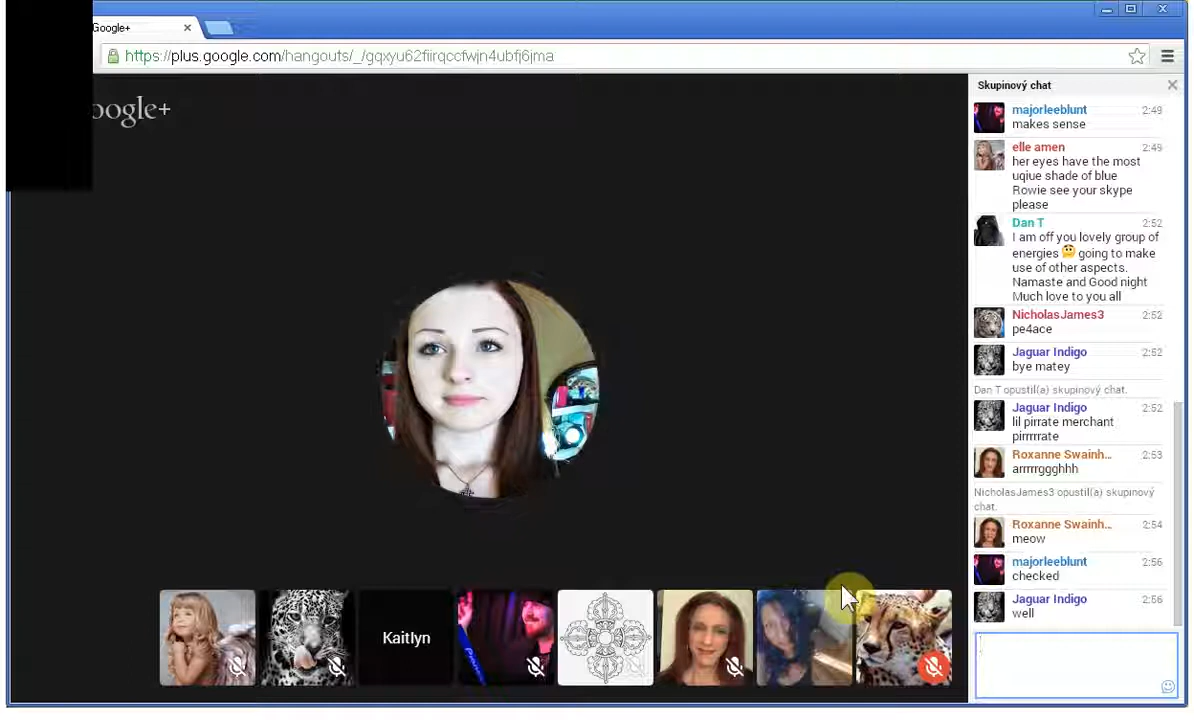 Google+
https://plus.google.com/hangouts/_/gqxyu62fiirqccfwjn4ubfj6jma
oogle+
Skupinový chat
majorleeblunt 2:49
makes sense
elle amen 2:49
her eyes have the most
uqiue shade of blue
Rowie see your skype
please
Dan T 2:52
I am off you lovely group of
energies going to make
use of other aspects.
Namaste and Good night
Much love to you all
NicholasJames3 2:52
pe4ace
Jaguar Indigo 2:52
bye matey
Dan T opustil(a) skupinový chat.
Jaguar Indigo 2:52
lil pirrate merchant
pirrrrrate
Roxanne Swainh... 2:53
arrrrrggghhh
NicholasJames3 opustil(a) skupinový
chat.
Roxanne Swainh... 2:54
meow
majorleeblunt 2:56
checked
Jaguar Indigo 2:56
well
Kaitlyn